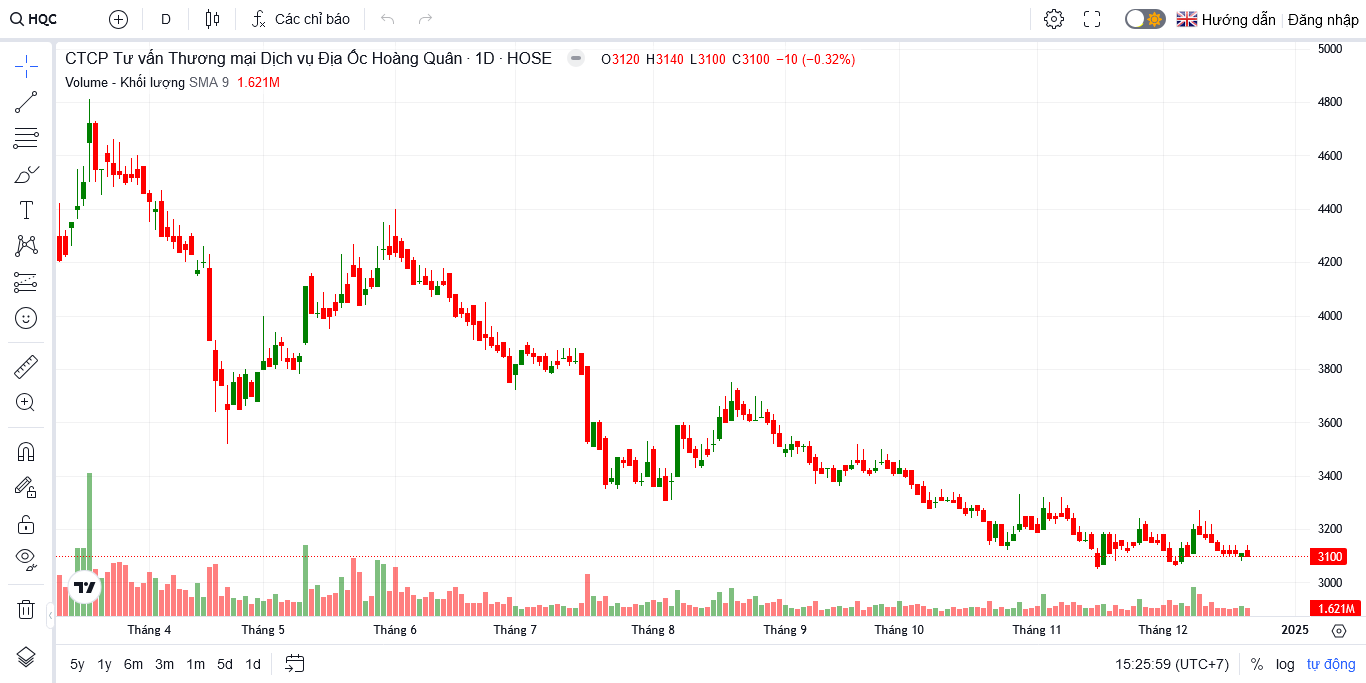 HQC D Các chỉ báo Hướng dẫn Đăng nhập
CTCP Tư vấn Thương mại Dịch vụ Địa Ốc Hoàng Quân · 1D · HOSE O3120 H3140 L3100 C3100 −10 (−0.32%)
Volume - Khối lượng SMA 9 1.621M
5000
4800
4600
4400
4200
4000
3800
3600
3400
3200
3100
3000
1.621M
Tháng 4 Tháng 5 Tháng 6 Tháng 7 Tháng 8 Tháng 9 Tháng 10 Tháng 11 Tháng 12 2025
5y 1y 6m 3m 1m 5d 1d 15:25:59 (UTC+7) % log tự động